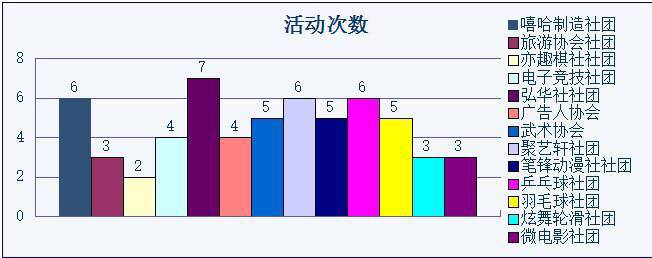 活动次数
8
6
4
2
0
6
3
2
4
7
4
5
6
5
6
5
3
3
嘻哈制造社团
旅游协会社团
亦趣棋社社团
电子竞技社团
弘华社社团
广告人协会
武术协会
聚艺轩社团
笔锋动漫社社团
乒乓球社团
羽毛球社团
炫舞轮滑社团
微电影社团